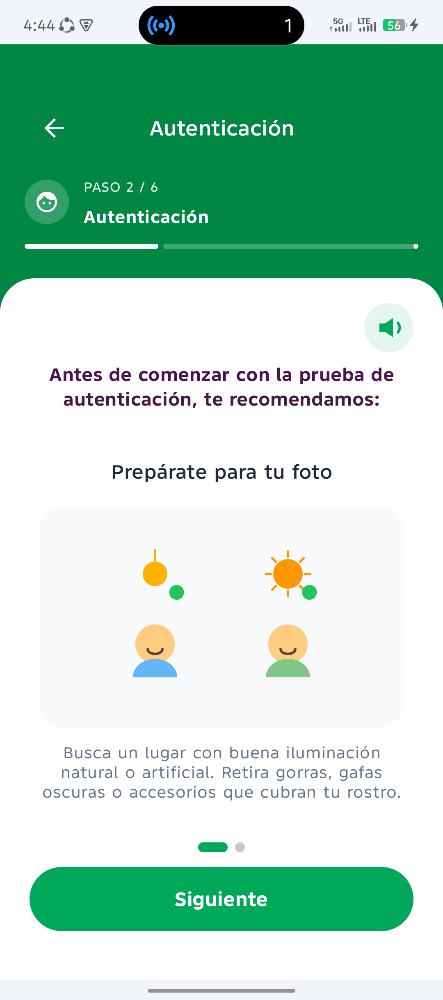 4:44
1
5G
LTE
56
Autenticación
PASO 2 / 6
Autenticación
Antes de comenzar con la prueba de
autenticación, te recomendamos:
Prepárate para tu foto
Busca un lugar con buena iluminación
natural o artificial. Retira gorras, gafas
oscuras o accesorios que cubran tu rostro.
Siguiente